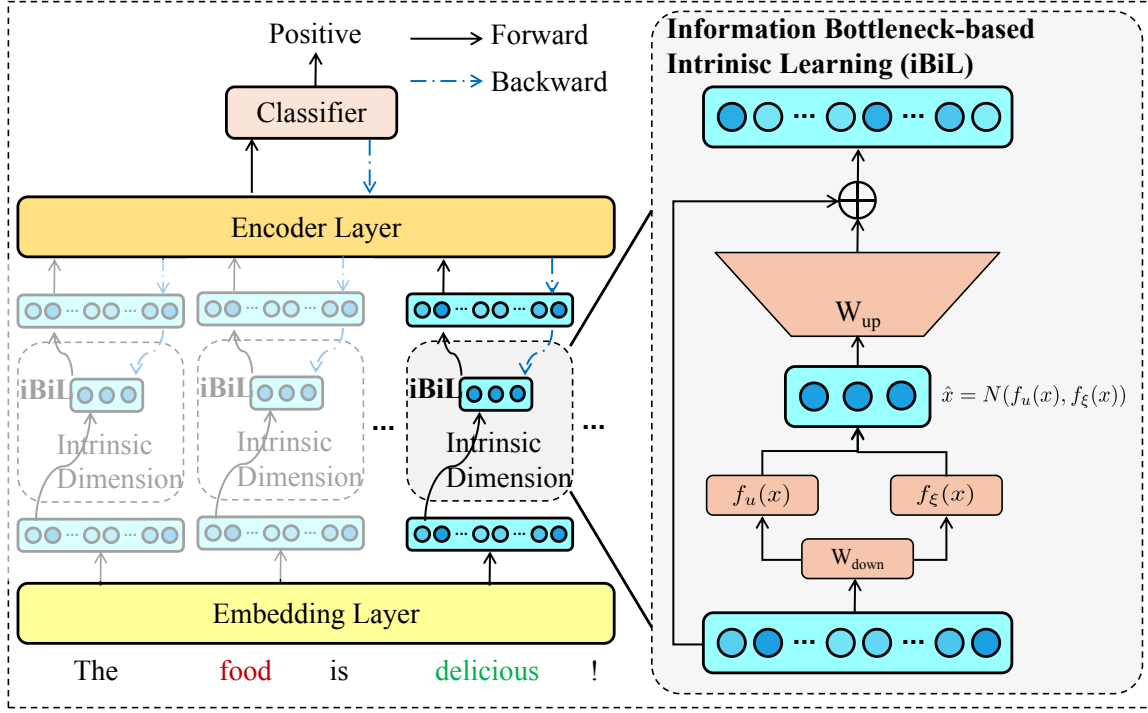 Positive
Forward
Backward
Classifier
Encoder Layer
iBiL
Intrinsic
Dimension
iBiL
Intrinsic
Dimension
...
iBiL
Intrinsic
Dimension
...
Embedding Layer
The food is delicious !
Information Bottleneck-based
Intrinisc Learning (iBiL)
W_up
x̂ = N(f_u(x), f_ξ(x))
f_u(x)
f_ξ(x)
W_down